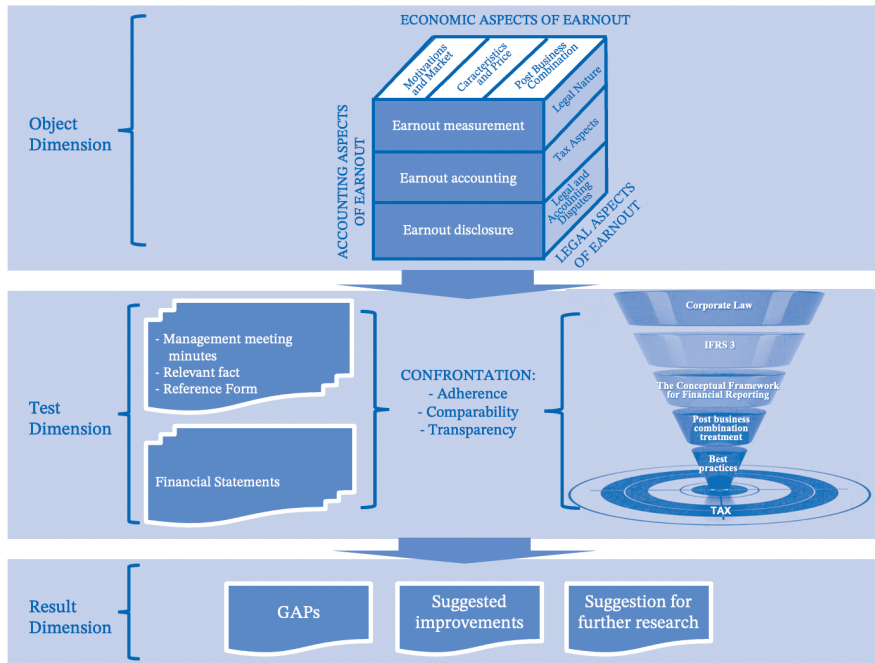 ECONOMIC ASPECTS OF EARNOUT
Motivations
and Market
Caracteristics
and Price
Post Business
Combination
Object
Dimension
ACCOUNTING ASPECTS
OF EARNOUT
Earnout measurement
Earnout accounting
Earnout disclosure
Legal Nature
Tax Aspects
Legal and
Accounting
Disputes
LEGAL ASPECTS
OF EARNOUT
Test
Dimension
- Management meeting
minutes
- Relevant fact
- Reference Form
Financial Statements
CONFRONTATION:
- Adherence
- Comparability
- Transparency
Corporate Law
IFRS 3
The Conceptual Framework
for Financial Reporting
Post business
combination
treatment
Best
practices
TAX
Result
Dimension
GAPs
Suggested
improvements
Suggestion for
further research